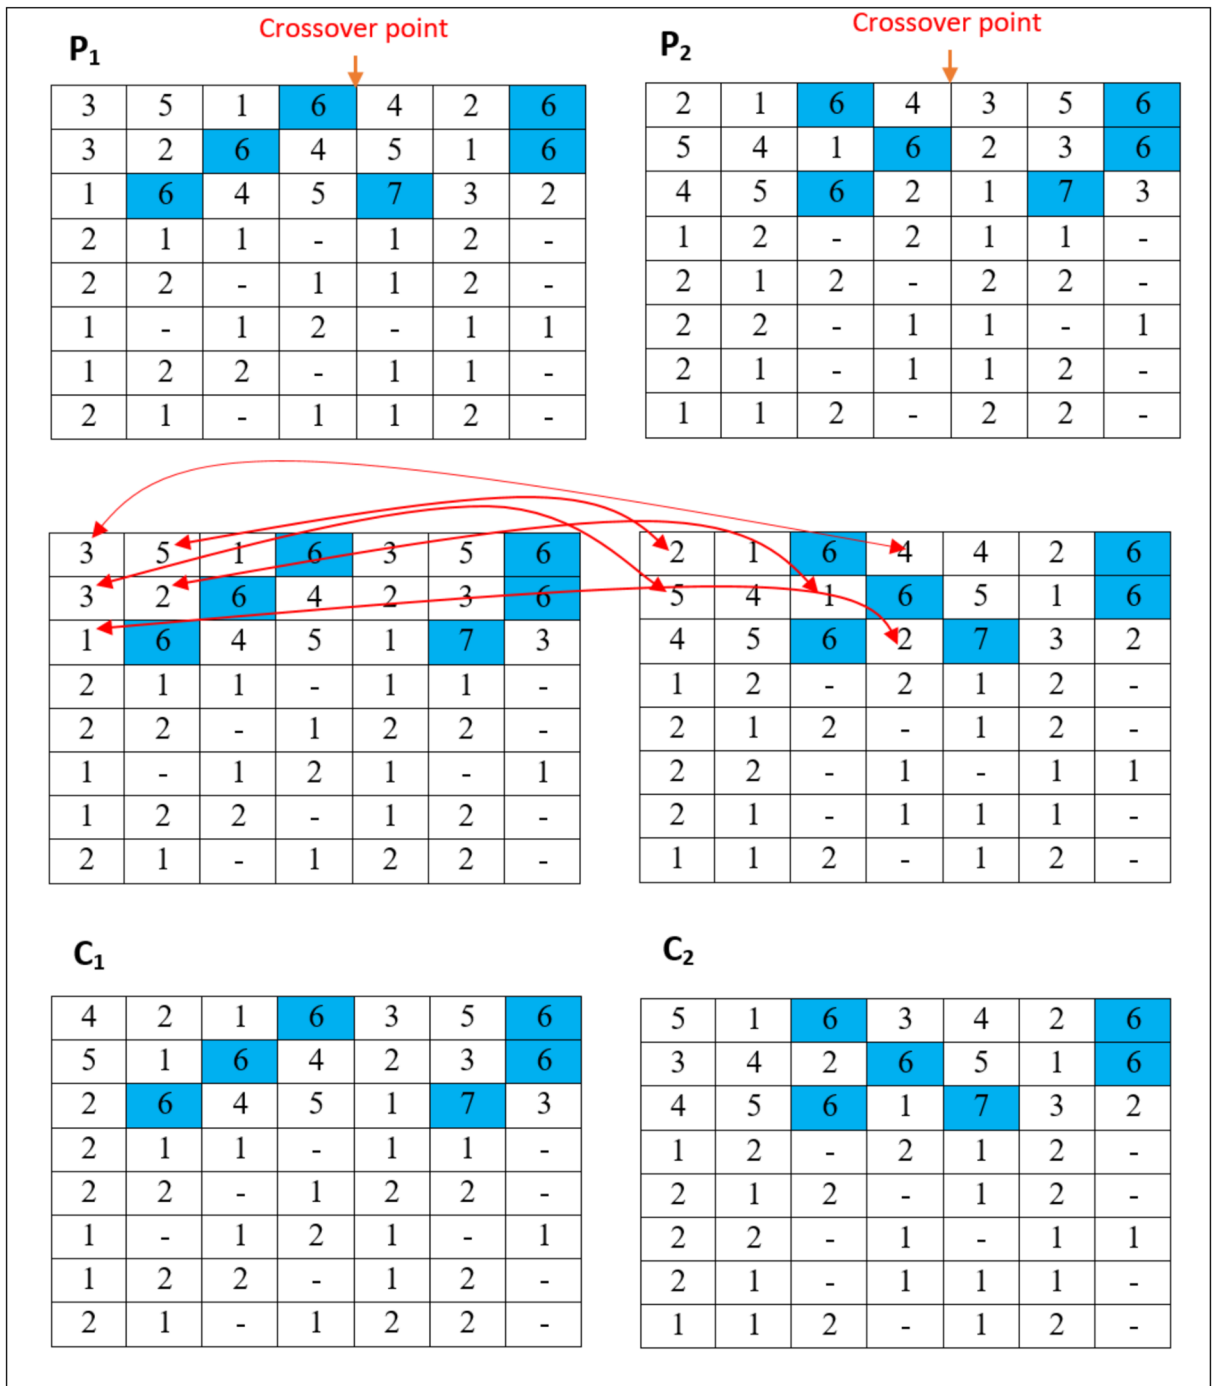 Crossover point Crossover point
P1 P2
3 5 1 6 4 2 6 2 1 6 4 3 5 6
3 2 6 4 5 1 6 5 4 1 6 2 3 6
1 6 4 5 7 3 2 4 5 6 2 1 7 3
2 1 1 - 1 2 - 1 2 - 2 1 1 -
2 2 - 1 1 2 - 2 1 2 - 2 2 -
1 - 1 2 - 1 1 2 2 - 1 1 - 1
1 2 2 - 1 1 - 2 1 - 1 1 2 -
2 1 - 1 1 2 - 1 1 2 - 2 2 -
3 5 1 6 3 5 6 2 1 6 4 4 2 6
3 2 6 4 2 3 6 5 4 1 6 5 1 6
1 6 4 5 1 7 3 4 5 6 2 7 3 2
2 1 1 - 1 1 - 1 2 - 2 1 2 -
2 2 - 1 2 2 - 2 1 2 - 1 2 -
1 - 1 2 1 - 1 2 2 - 1 - 1 1
1 2 2 - 1 2 - 2 1 - 1 1 1 -
2 1 - 1 2 2 - 1 1 2 - 1 2 -
C1 C2
4 2 1 6 3 5 6 5 1 6 3 4 2 6
5 1 6 4 2 3 6 3 4 2 6 5 1 6
2 6 4 5 1 7 3 4 5 6 1 7 3 2
2 1 1 - 1 1 - 1 2 - 2 1 2 -
2 2 - 1 2 2 - 2 1 2 - 1 2 -
1 - 1 2 1 - 1 2 2 - 1 - 1 1
1 2 2 - 1 2 - 2 1 - 1 1 1 -
2 1 - 1 2 2 - 1 1 2 - 1 2 -